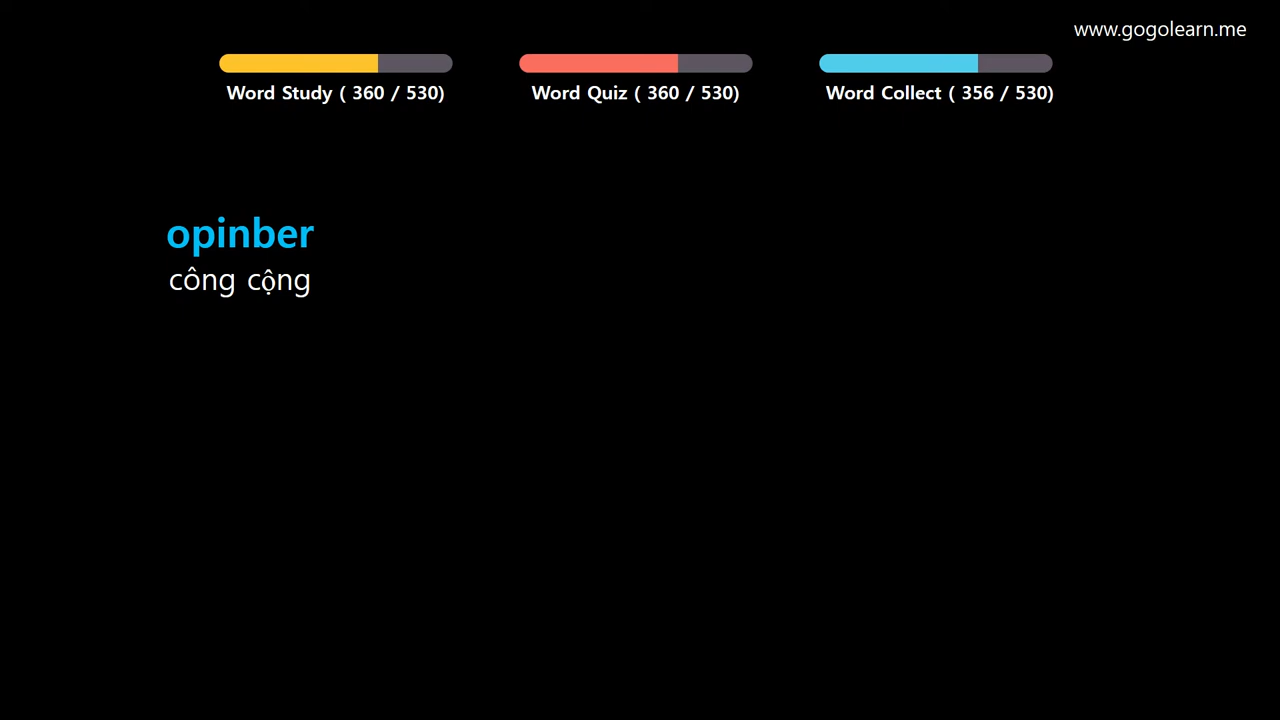 www.gogolearn.me
Word Study ( 360 / 530)
Word Quiz ( 360 / 530)
Word Collect ( 356 / 530)
opinber
công cộng